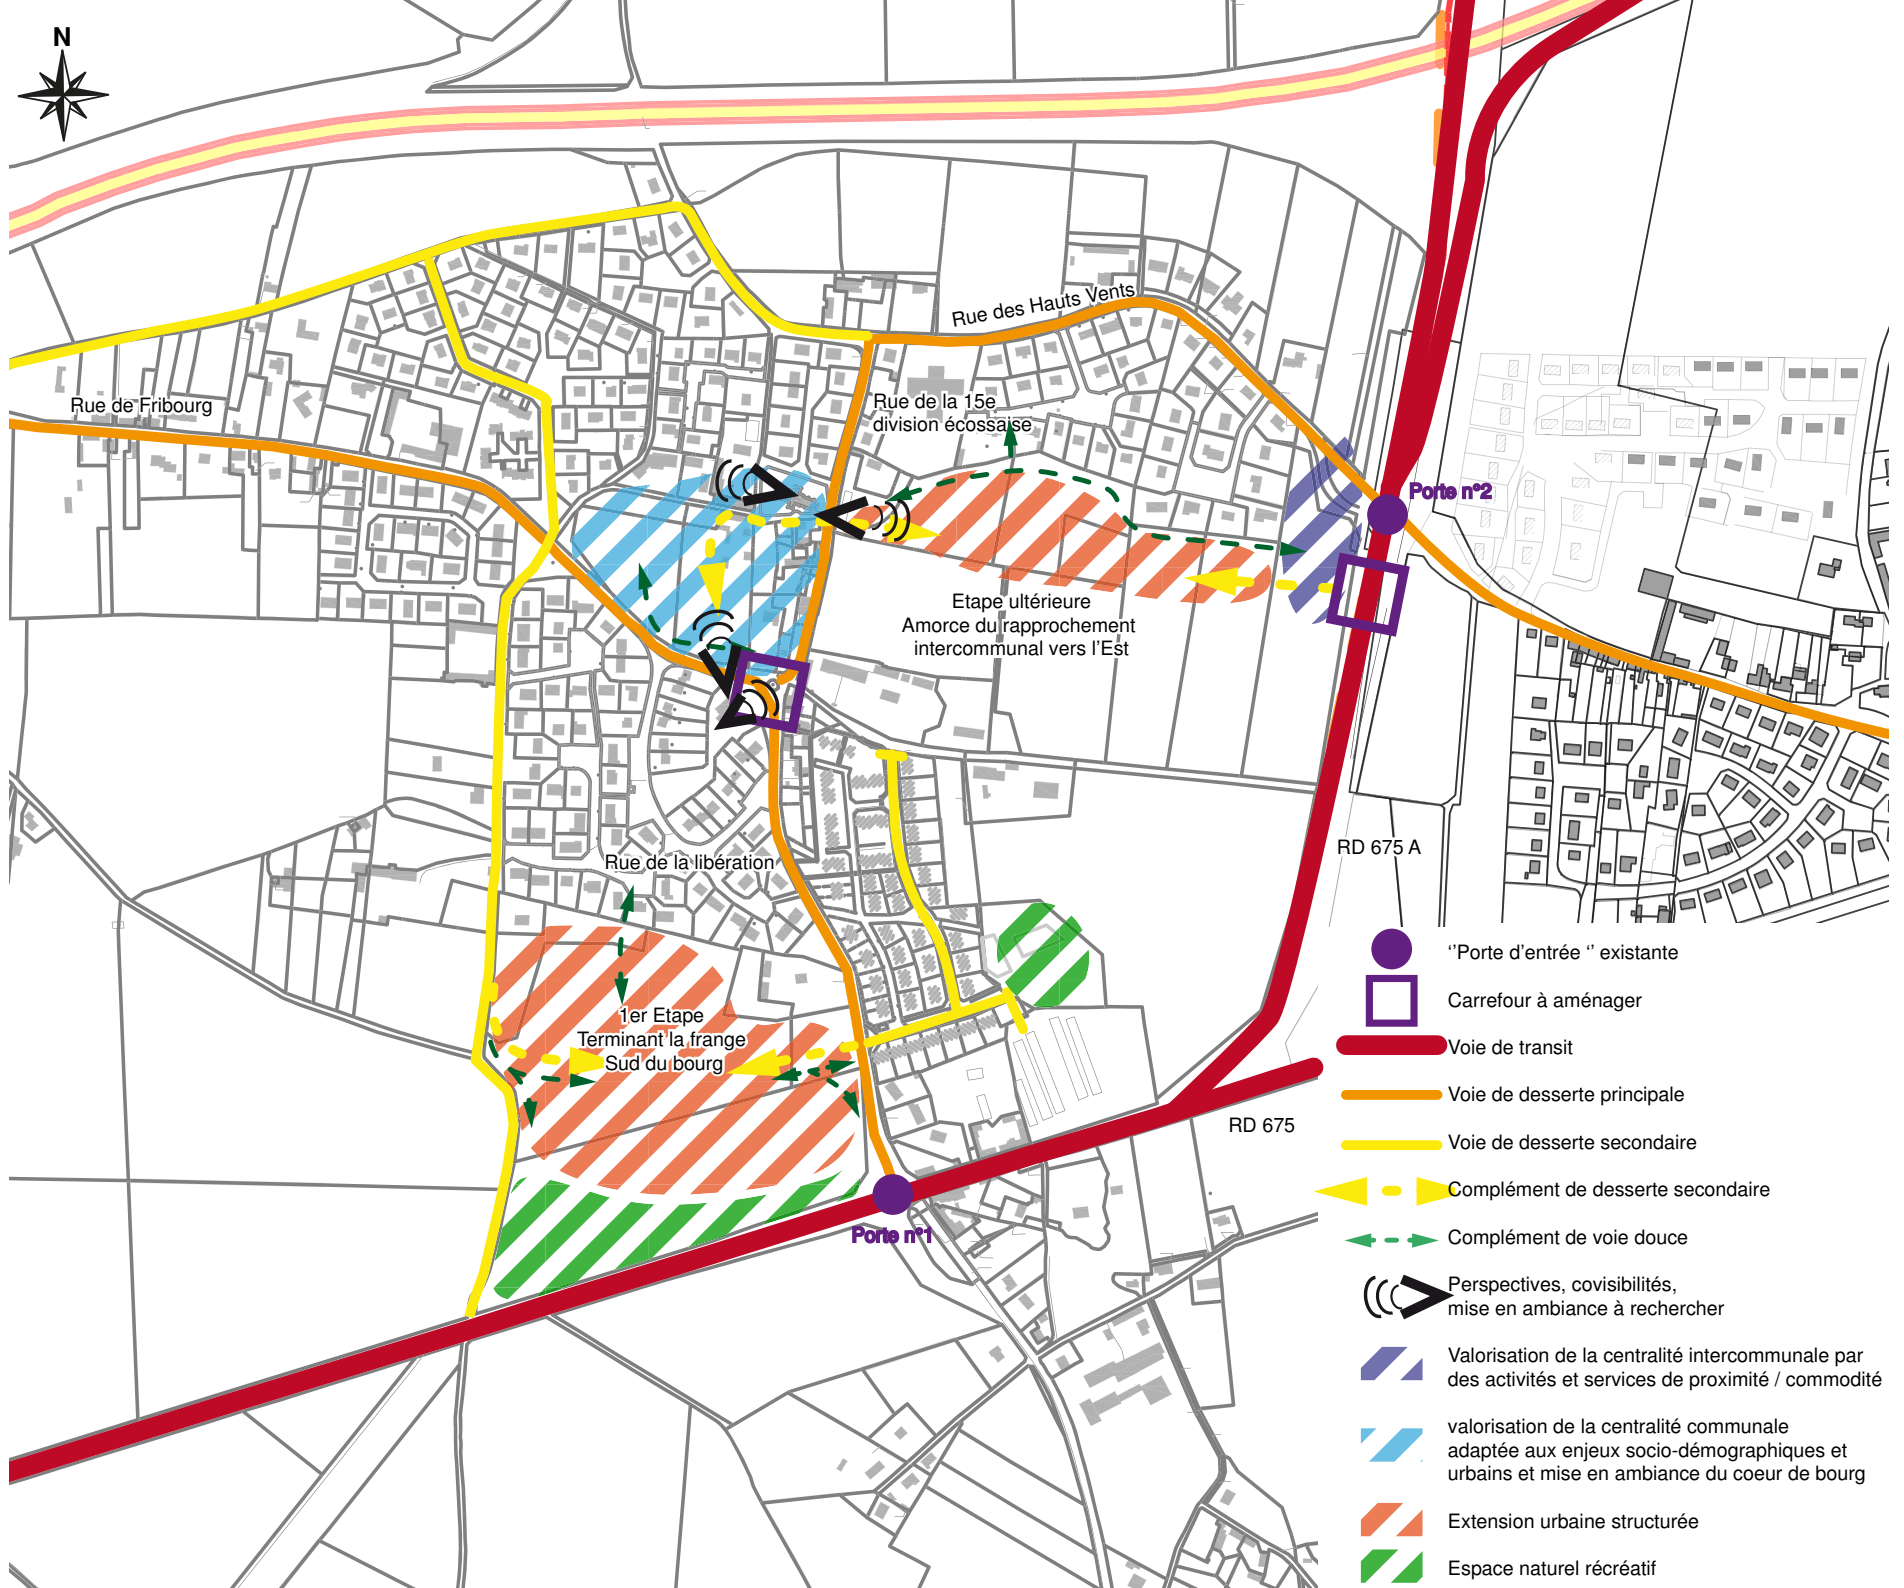 N
Rue des Hauts Vents
Rue de Fribourg
Rue de la 15e
division écossaise
Porte n°2
Etape ultérieure
Amorce du rapprochement
intercommunal vers l'Est
RD 675 A
Rue de la libération
1er Etape
Terminant la frange
Sud du bourg
RD 675
Porte n°1
‘’Porte d'entrée ‘’ existante
Carrefour à aménager
Voie de transit
Voie de desserte principale
Voie de desserte secondaire
Complément de desserte secondaire
Complément de voie douce
Perspectives, covisibilités,
mise en ambiance à rechercher
Valorisation de la centralité intercommunale par
des activités et services de proximité / commodité
valorisation de la centralité communale
adaptée aux enjeux socio-démographiques et
urbains et mise en ambiance du coeur de bourg
Extension urbaine structurée
Espace naturel récréatif